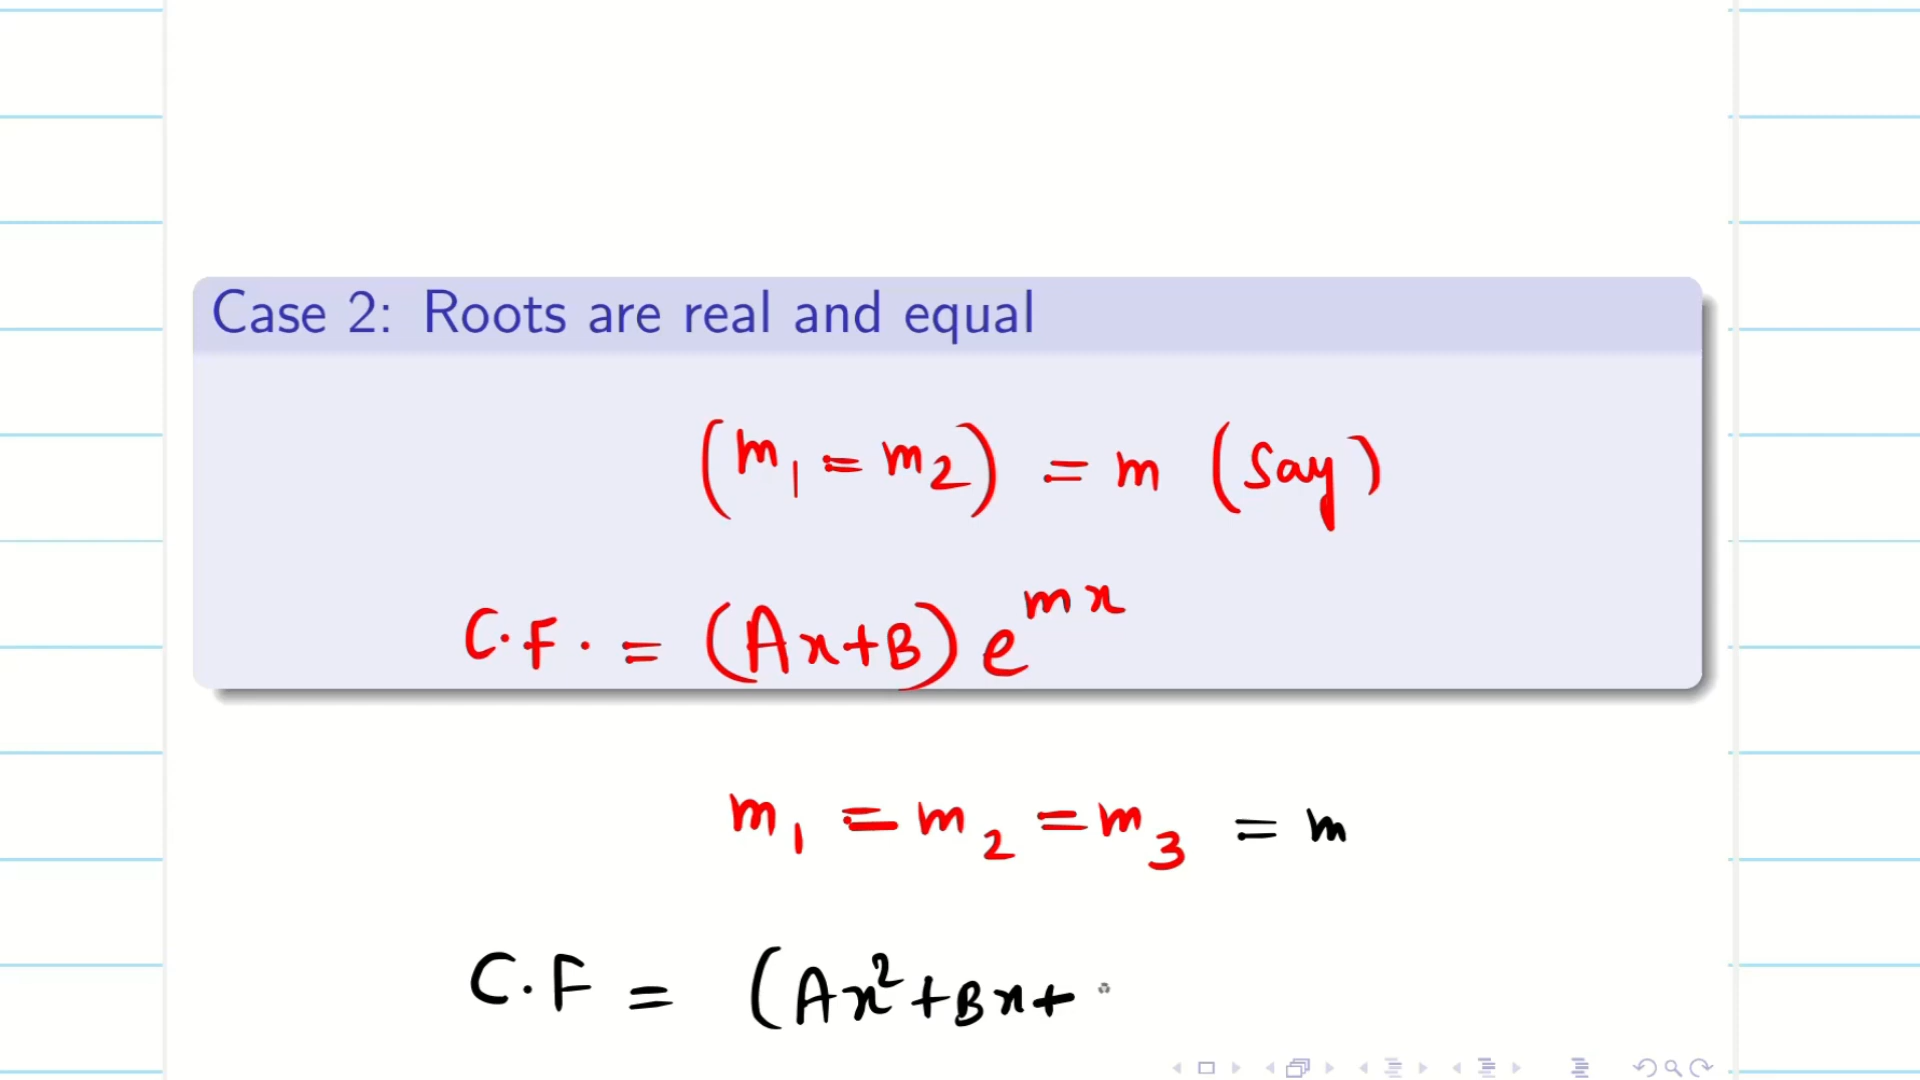 Case 2: Roots are real and equal
(m₁ = m₂) = m (Say)
C.F. = (Ax+B) e^mx
m₁ = m₂ = m₃ = m
C.F = (Ax²+Bx+